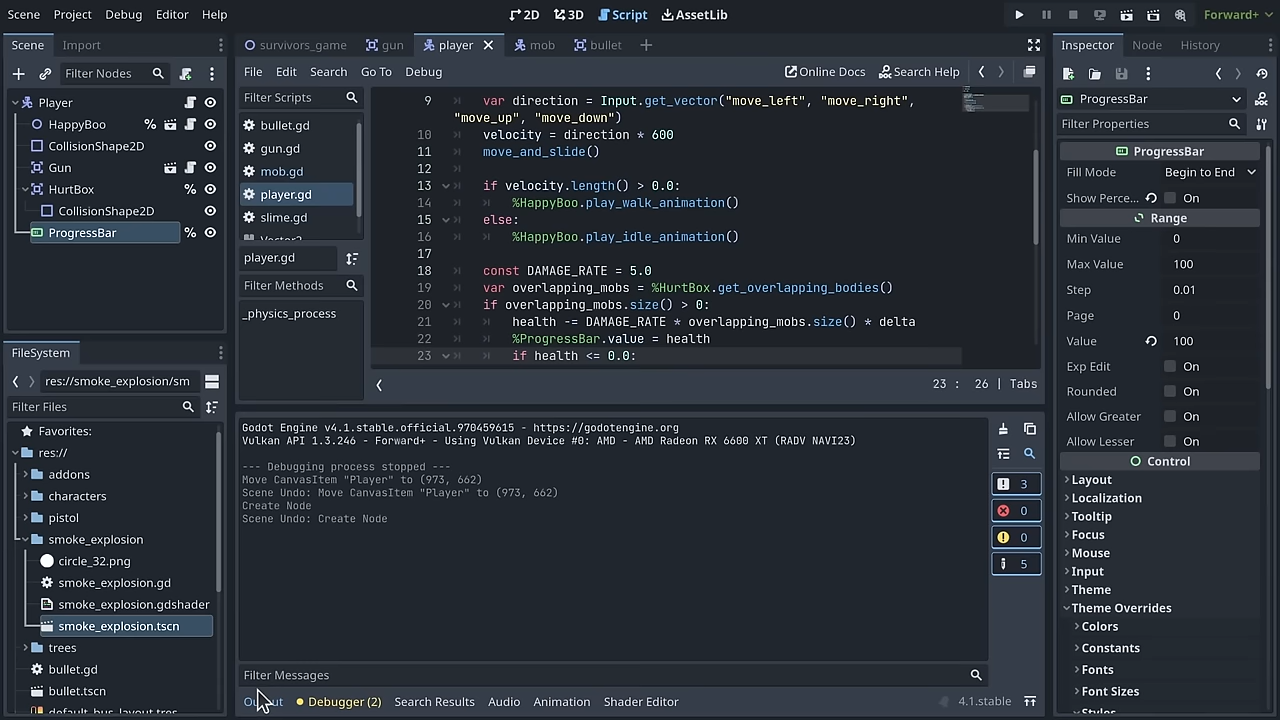 Scene Project Debug Editor Help
2D 3D Script AssetLib
Forward+
Scene Import
Filter Nodes
Player
HappyBoo %
CollisionShape2D
Gun
HurtBox %
CollisionShape2D
ProgressBar %
FileSystem
res://smoke_explosion/sm
Filter Files
Favorites:
res://
addons
characters
pistol
smoke_explosion
circle_32.png
smoke_explosion.gd
smoke_explosion.gdshader
smoke_explosion.tscn
trees
bullet.gd
bullet.tscn
default_bus_layout.tres
survivors_game gun player mob bullet
File Edit Search Go To Debug
Online Docs Search Help
Filter Scripts
bullet.gd
gun.gd
mob.gd
player.gd
slime.gd
player.gd
Filter Methods
_physics_process
9 var direction = Input.get_vector("move_left", "move_right",
"move_up", "move_down")
10 velocity = direction * 600
11 move_and_slide()
12
13 if velocity.length() > 0.0:
14 %HappyBoo.play_walk_animation()
15 else:
16 %HappyBoo.play_idle_animation()
17
18 const DAMAGE_RATE = 5.0
19 var overlapping_mobs = %HurtBox.get_overlapping_bodies()
20 if overlapping_mobs.size() > 0:
21 health -= DAMAGE_RATE * overlapping_mobs.size() * delta
22 %ProgressBar.value = health
23 if health <= 0.0:
23 : 26 | Tabs
Godot Engine v4.1.stable.official.970459615 - https://godotengine.org
Vulkan API 1.3.246 - Forward+ - Using Vulkan Device #0: AMD - AMD Radeon RX 6600 XT (RADV NAVI23)
--- Debugging process stopped ---
Move CanvasItem "Player" to (973, 662)
Scene Undo: Move CanvasItem "Player" to (973, 662)
Create Node
Scene Undo: Create Node
3
0
0
5
Filter Messages
Debugger (2) Search Results Audio Animation Shader Editor
4.1.stable
Inspector Node History
ProgressBar
Filter Properties
ProgressBar
Fill Mode Begin to End
Show Perce... On
Range
Min Value 0
Max Value 100
Step 0.01
Page 0
Value 100
Exp Edit On
Rounded On
Allow Greater On
Allow Lesser On
Control
Layout
Localization
Tooltip
Focus
Mouse
Input
Theme
Theme Overrides
Colors
Constants
Fonts
Font Sizes
Styles